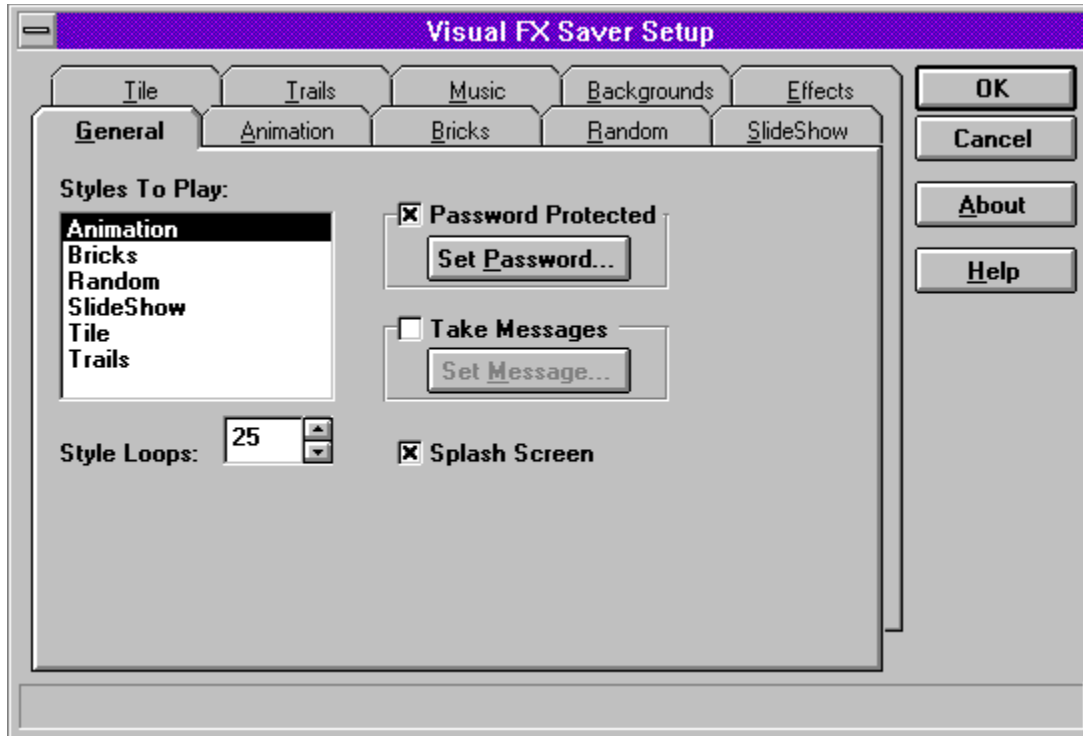 Visual FX Saver Setup
Tile Trails Music Backgrounds Effects
General Animation Bricks Random SlideShow
OK
Cancel
About
Help
Styles To Play:
Animation
Bricks
Random
SlideShow
Tile
Trails
Style Loops: 25
Password Protected
Set Password...
Take Messages
Set Message...
Splash Screen